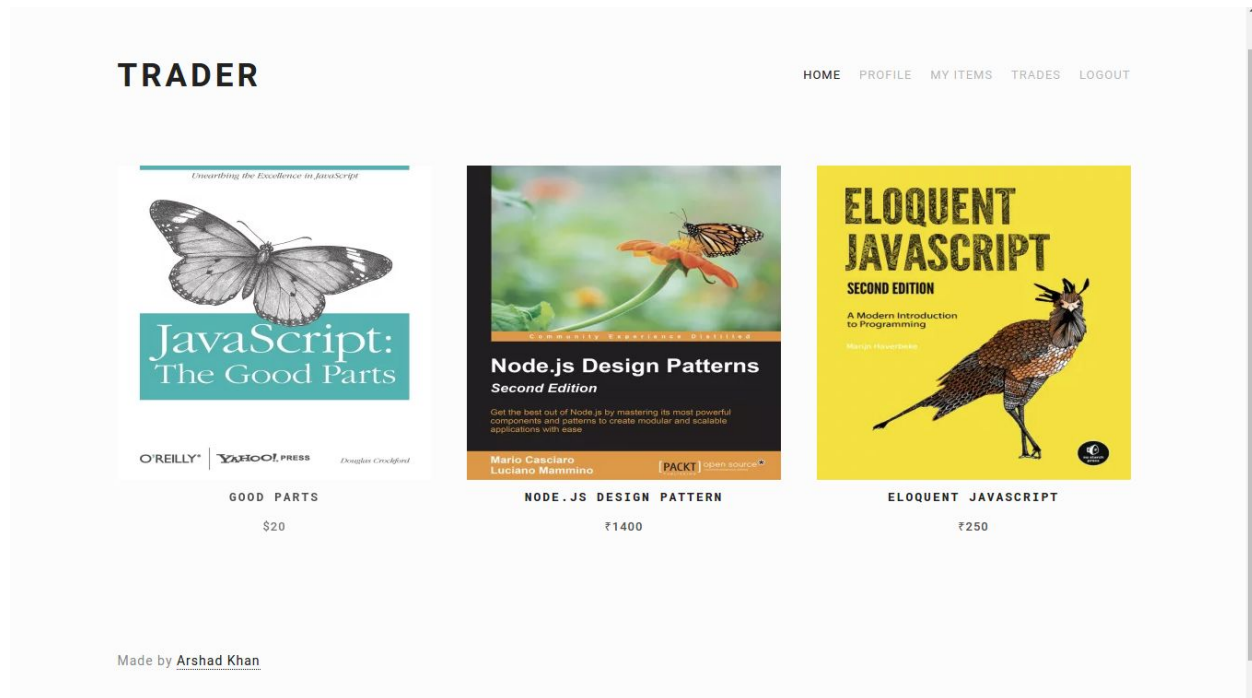 TRADER
HOME PROFILE MY ITEMS TRADES LOGOUT
Unearthing the Excellence in JavaScript
JavaScript:
The Good Parts
O'REILLY® YAHOO! PRESS Douglas Crockford
GOOD PARTS
$20
Community Experience Distilled
Node.js Design Patterns
Second Edition
Get the best out of Node.js by mastering its most powerful
components and patterns to create modular and scalable
applications with ease
Mario Casciaro
Luciano Mammino
PACKT open source*
NODE.JS DESIGN PATTERN
₹1400
ELOQUENT
JAVASCRIPT
SECOND EDITION
A Modern Introduction
to Programming
Marijn Haverbeke
ELOQUENT JAVASCRIPT
₹250
Made by Arshad Khan